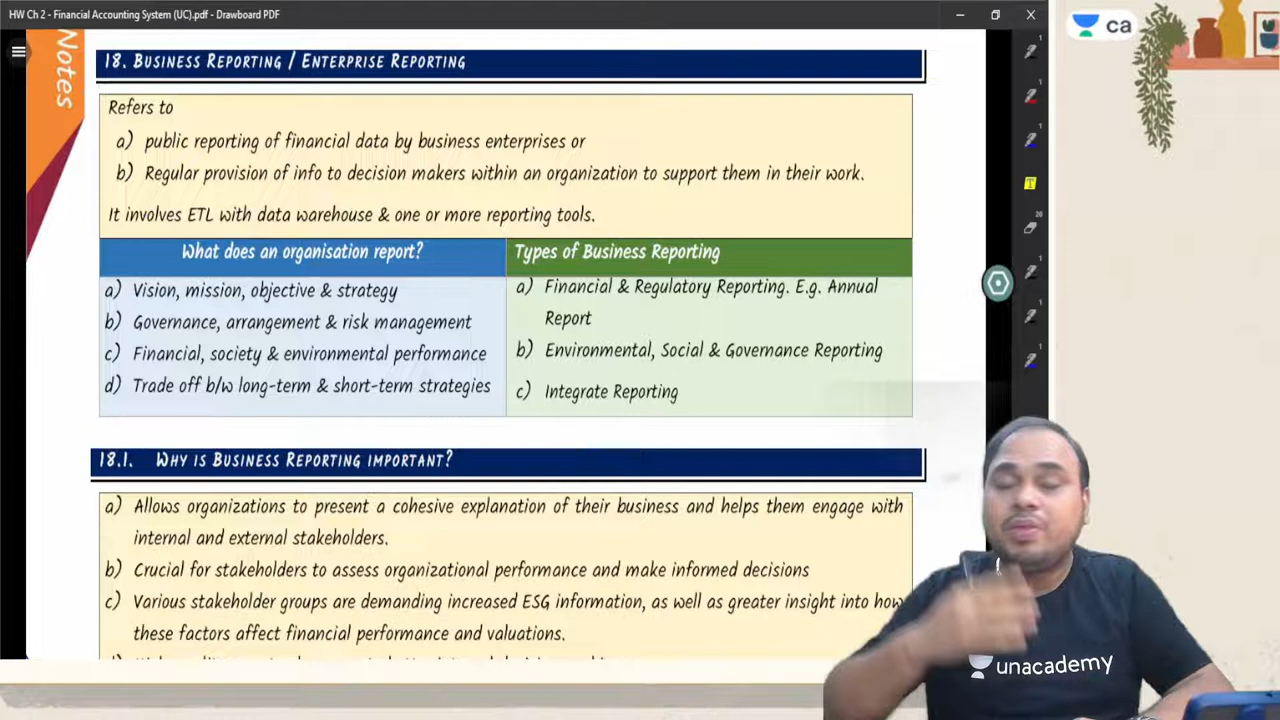 HW Ch 2 - Financial Accounting System (UC).pdf - Drawboard PDF
ca
Notes
18. BUSINESS REPORTING / ENTERPRISE REPORTING
Refers to
a) public reporting of financial data by business enterprises or
b) Regular provision of info to decision makers within an organization to support them in their work.
It involves ETL with data warehouse & one or more reporting tools.
What does an organisation report?
a) Vision, mission, objective & strategy
b) Governance, arrangement & risk management
c) Financial, society & environmental performance
d) Trade off b/w long-term & short-term strategies
Types of Business Reporting
a) Financial & Regulatory Reporting. E.g. Annual
Report
b) Environmental, Social & Governance Reporting
c) Integrate Reporting
18.1. WHY IS BUSINESS REPORTING IMPORTANT?
a) Allows organizations to present a cohesive explanation of their business and helps them engage with
internal and external stakeholders.
b) Crucial for stakeholders to assess organizational performance and make informed decisions
c) Various stakeholder groups are demanding increased ESG information, as well as greater insight into how
these factors affect financial performance and valuations.
unacademy